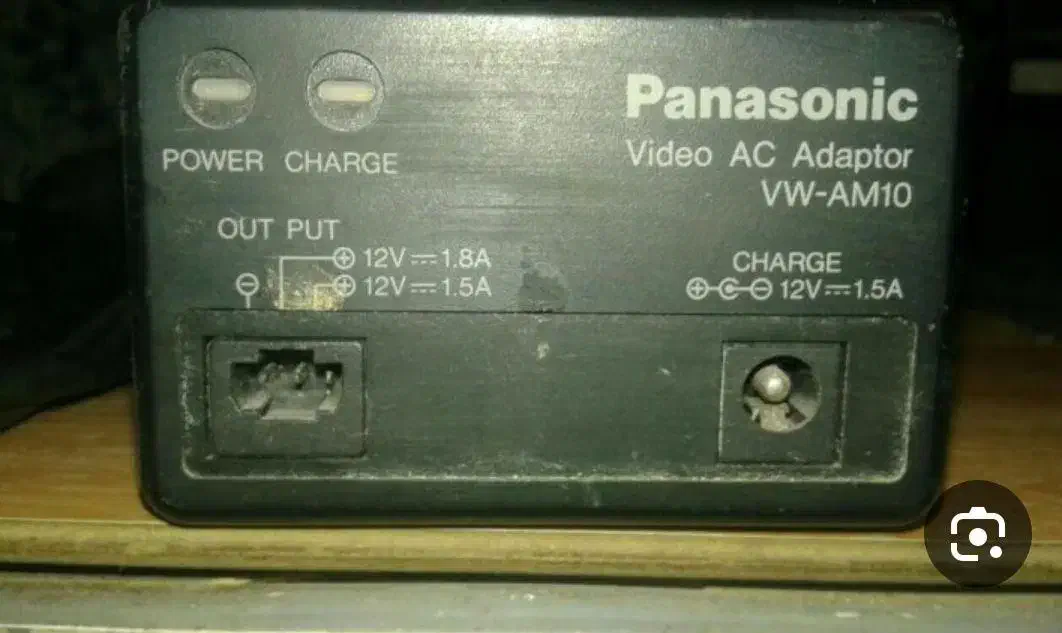 Panasonic
Video AC Adaptor
VW-AM10
POWER CHARGE
OUT PUT
⊕ 12V⎓1.8A
⊖ ⊕ 12V⎓1.5A
CHARGE
⊕-C-⊖ 12V⎓1.5A